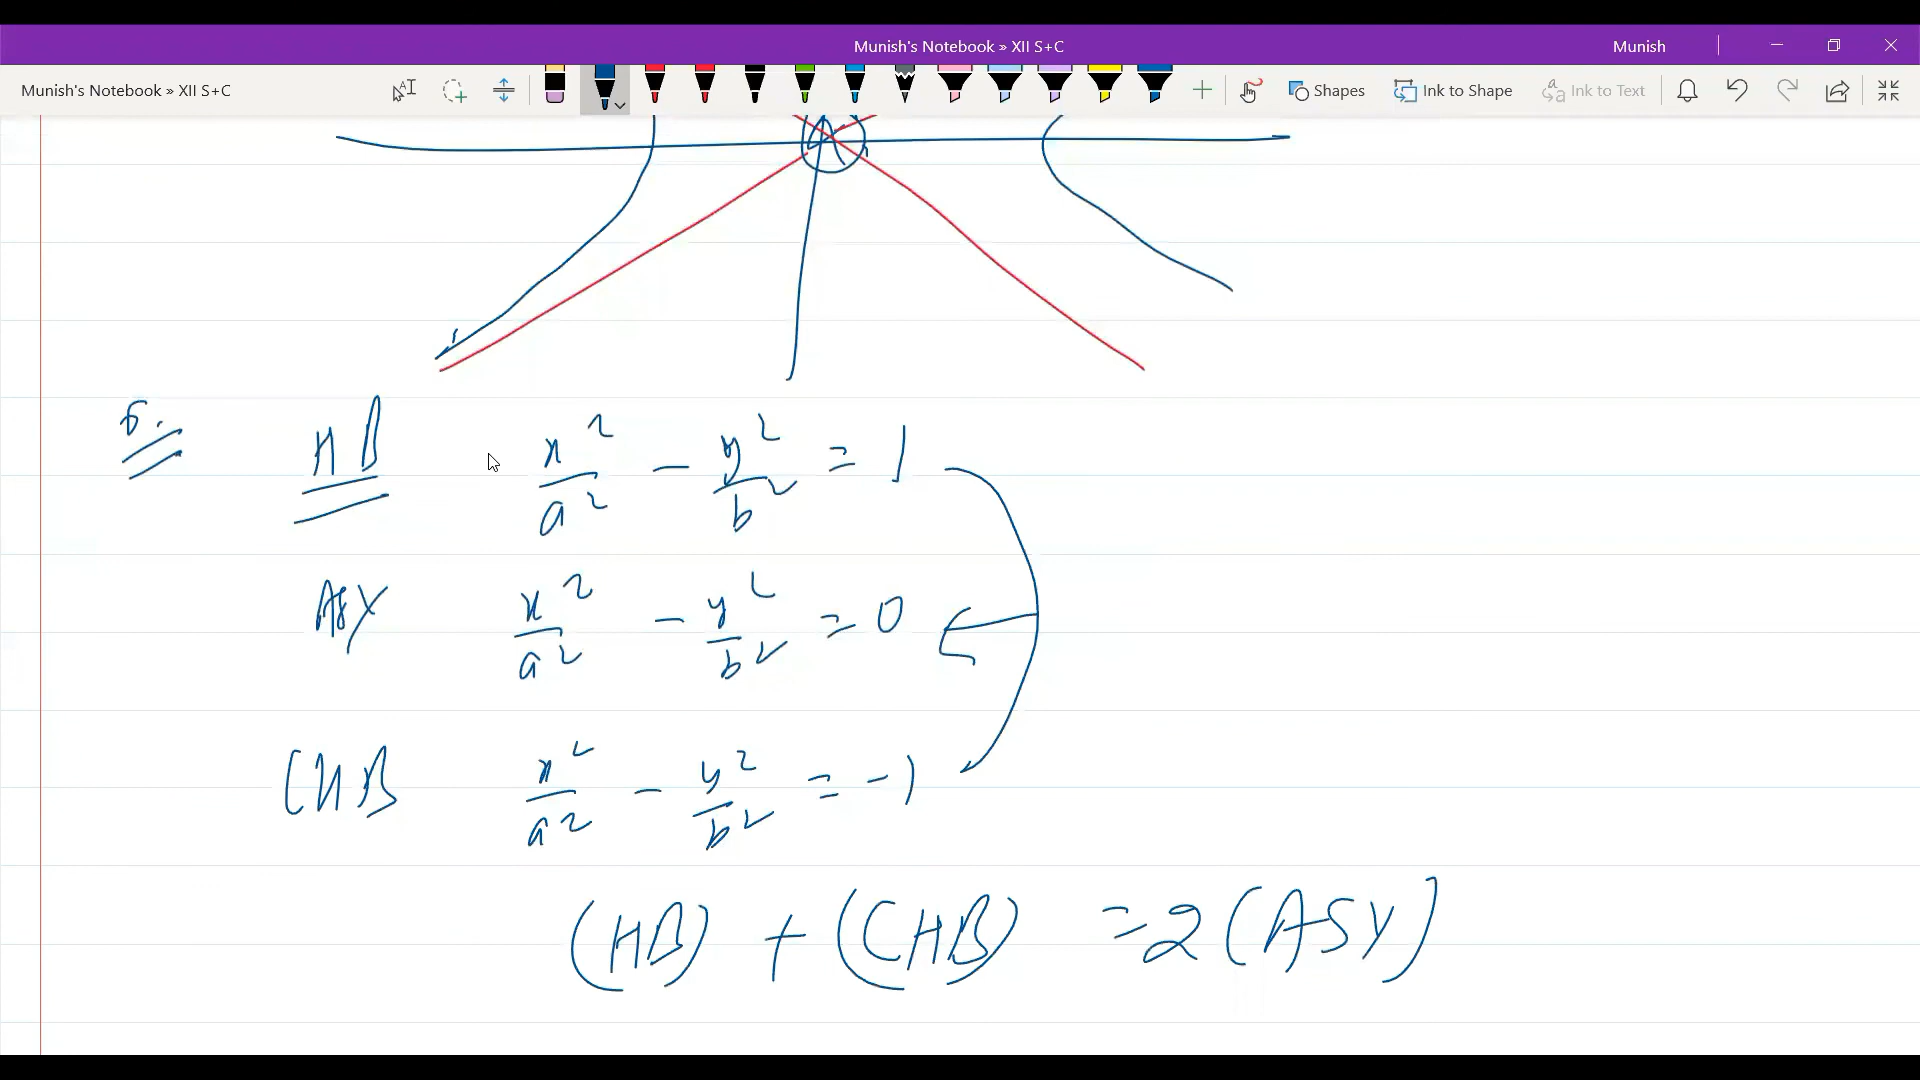 Munish's Notebook » XII S+C
Munish
Munish's Notebook » XII S+C
Shapes
Ink to Shape
Ink to Text
6.
HB x²/a² - y²/b² = 1
ASY x²/a² - y²/b² = 0
CHB x²/a² - y²/b² = -1
(HB) + (CHB) = 2(ASY)